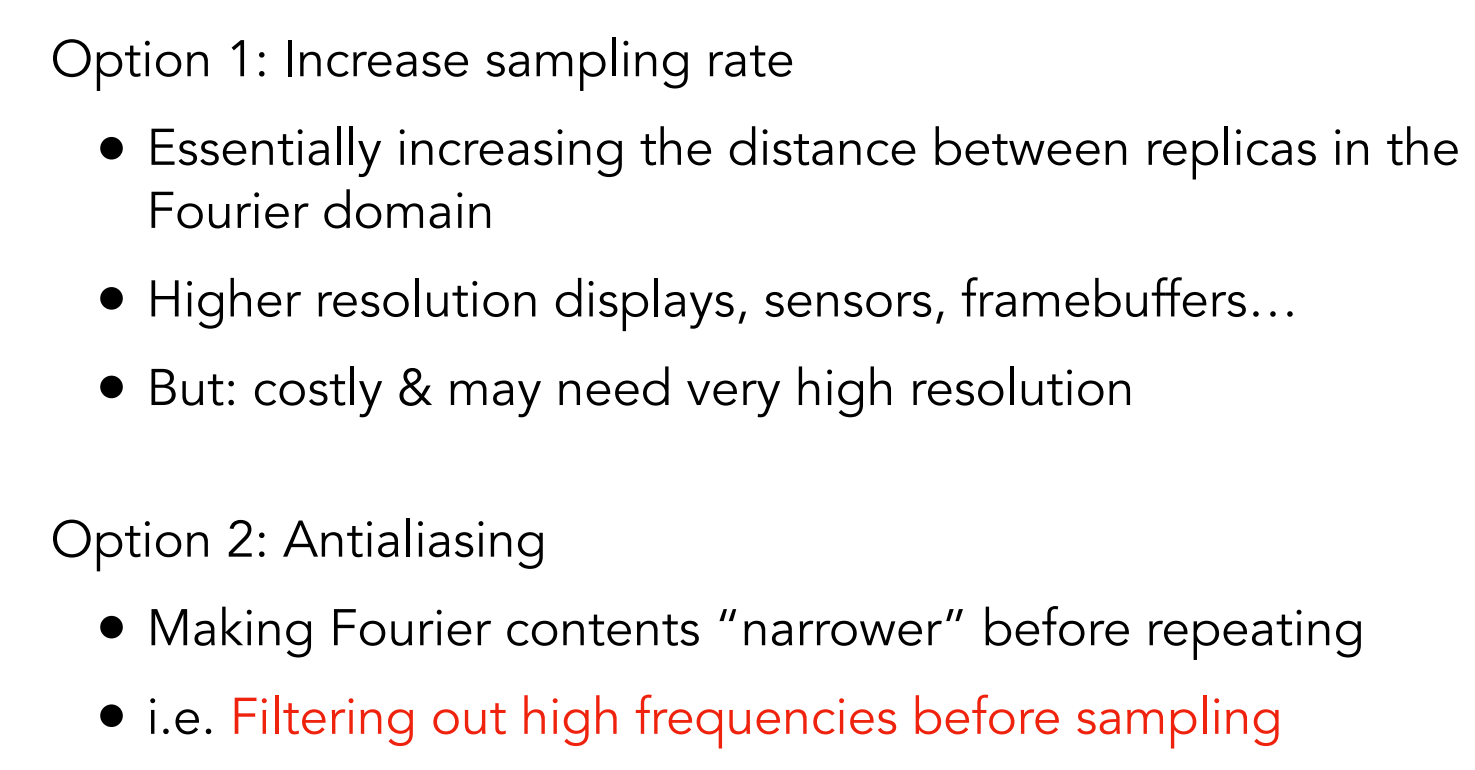 Option 1: Increase sampling rate
• Essentially increasing the distance between replicas in the
Fourier domain
• Higher resolution displays, sensors, framebuffers…
• But: costly & may need very high resolution
Option 2: Antialiasing
• Making Fourier contents “narrower” before repeating
• i.e. Filtering out high frequencies before sampling